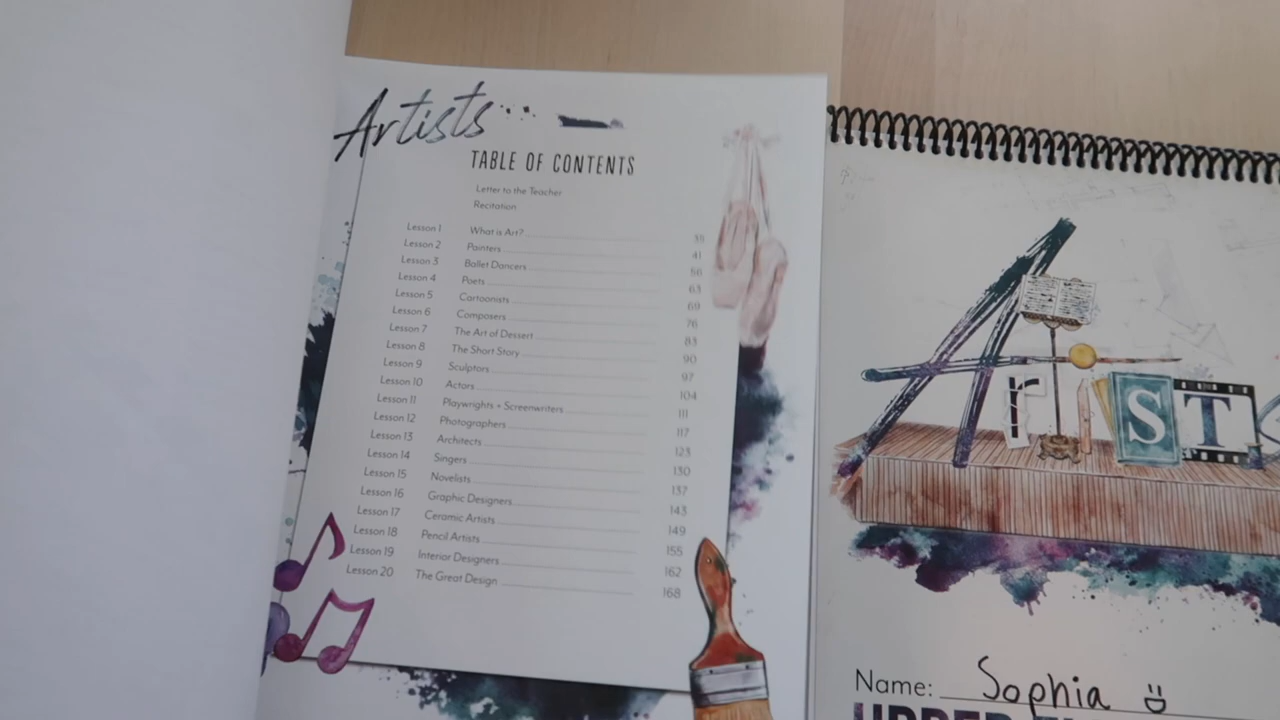 Artists
TABLE OF CONTENTS
Letter to the Teacher
Recitation
Lesson 1 What is Art? 35
Lesson 2 Painters 41
Lesson 3 Ballet Dancers 56
Lesson 4 Poets 63
Lesson 5 Cartoonists 69
Lesson 6 Composers 76
Lesson 7 The Art of Dessert 83
Lesson 8 The Short Story 90
Lesson 9 Sculptors 97
Lesson 10 Actors 104
Lesson 11 Playwrights + Screenwriters 111
Lesson 12 Photographers 117
Lesson 13 Architects 123
Lesson 14 Singers 130
Lesson 15 Novelists 137
Lesson 16 Graphic Designers 143
Lesson 17 Ceramic Artists 149
Lesson 18 Pencil Artists 155
Lesson 19 Interior Designers 162
Lesson 20 The Great Design 168
ArtiSTS
Name: Sophia
UPPER